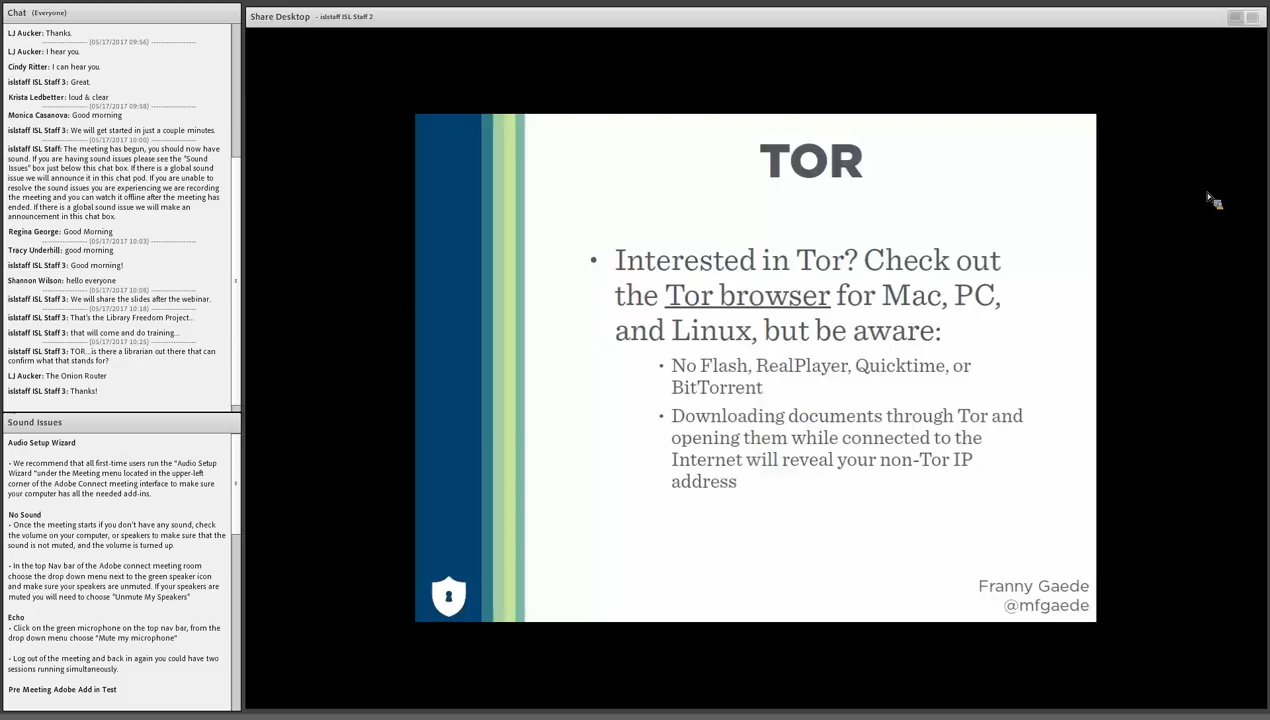 Chat (Everyone)
LJ Aucker: Thanks.
------------------ (05/17/2017 09:56) ------------------
LJ Aucker: I hear you.
Cindy Ritter: I can hear you.
islstaff ISL Staff 3: Great.
Krista Ledbetter: loud & clear
------------------ (05/17/2017 09:58) ------------------
Monica Casanova: Good morning
islstaff ISL Staff 3: We will get started in just a couple minutes.
------------------ (05/17/2017 10:00) ------------------
islstaff ISL Staff: The meeting has begun, you should now have
sound. If you are having sound issues please see the "Sound
Issues" box just below this chat box. If there is a global sound
issue we will announce it in this chat pod. If you are unable to
resolve the sound issues you are experiencing we are recording
the meeting and you can watch it offline after the meeting has
ended. If there is a global sound issue we will make an
announcement in this chat box.
Regina George: Good Morning
------------------ (05/17/2017 10:03) ------------------
Tracy Underhill: good morning
islstaff ISL Staff 3: Good morning!
Shannon Wilson: hello everyone
------------------ (05/17/2017 10:08) ------------------
islstaff ISL Staff 3: We will share the slides after the webinar.
------------------ (05/17/2017 10:18) ------------------
islstaff ISL Staff 3: That's the Library Freedom Project...
islstaff ISL Staff 3: that will come and do training...
------------------ (05/17/2017 10:25) ------------------
islstaff ISL Staff 3: TOR...is there a librarian out there that can
confirm what that stands for?
LJ Aucker: The Onion Router
islstaff ISL Staff 3: Thanks!
Sound Issues
Audio Setup Wizard
• We recommend that all first-time users run the "Audio Setup
Wizard "under the Meeting menu located in the upper-left
corner of the Adobe Connect meeting interface to make sure
your computer has all the needed add-ins.
No Sound
• Once the meeting starts if you don't have any sound, check
the volume on your computer, or speakers to make sure that the
sound is not muted, and the volume is turned up.
• In the top Nav bar of the Adobe connect meeting room
choose the drop down menu next to the green speaker icon
and make sure your speakers are unmuted. If your speakers are
muted you will need to choose "Unmute My Speakers"
Echo
• Click on the green microphone on the top nav bar, from the
drop down menu choose "Mute my microphone"
• Log out of the meeting and back in again you could have two
sessions running simultaneously.
Pre Meeting Adobe Add in Test
Share Desktop - islstaff ISL Staff 2
TOR
• Interested in Tor? Check out
the Tor browser for Mac, PC,
and Linux, but be aware:
• No Flash, RealPlayer, Quicktime, or
BitTorrent
• Downloading documents through Tor and
opening them while connected to the
Internet will reveal your non-Tor IP
address
Franny Gaede
@mfgaede